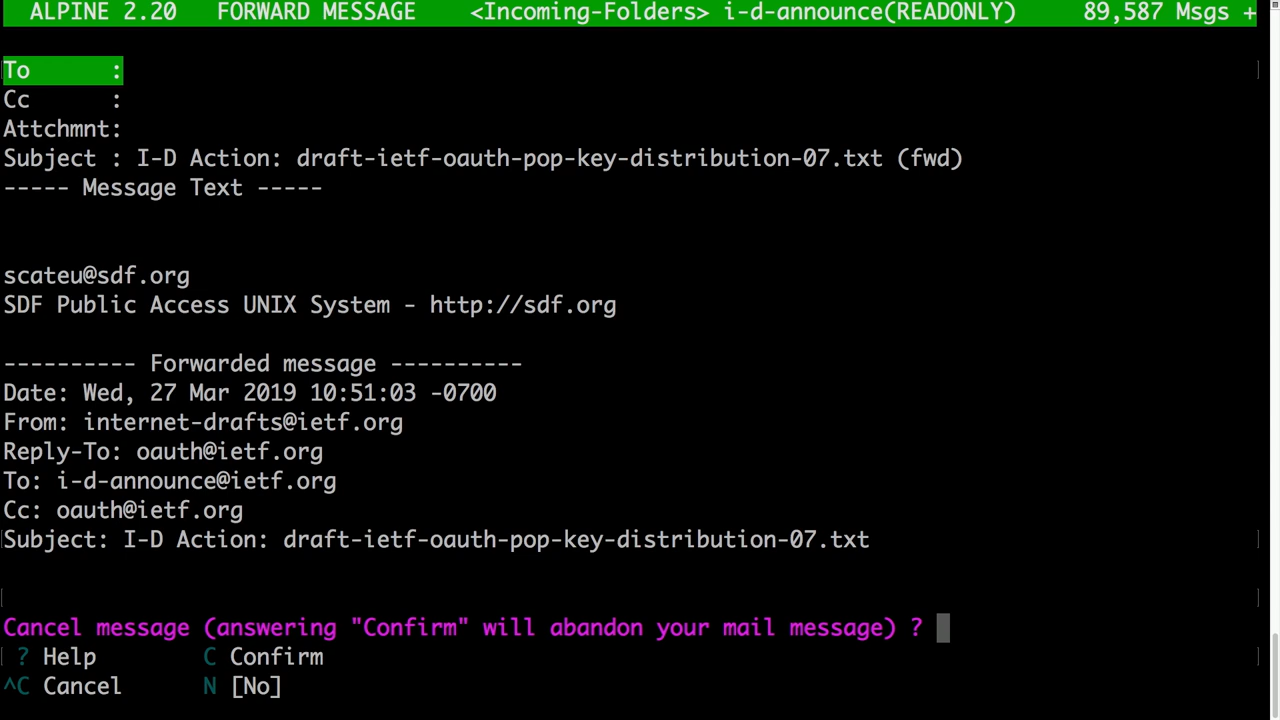 ALPINE 2.20   FORWARD MESSAGE    <Incoming-Folders> i-d-announce(READONLY)     89,587 Msgs +
To      :
Cc      :
Attchmnt:
Subject : I-D Action: draft-ietf-oauth-pop-key-distribution-07.txt (fwd)
----- Message Text -----
scateu@sdf.org
SDF Public Access UNIX System - http://sdf.org
---------- Forwarded message ----------
Date: Wed, 27 Mar 2019 10:51:03 -0700
From: internet-drafts@ietf.org
Reply-To: oauth@ietf.org
To: i-d-announce@ietf.org
Cc: oauth@ietf.org
Subject: I-D Action: draft-ietf-oauth-pop-key-distribution-07.txt
Cancel message (answering "Confirm" will abandon your mail message) ?
? Help        C Confirm
^C Cancel      N [No]